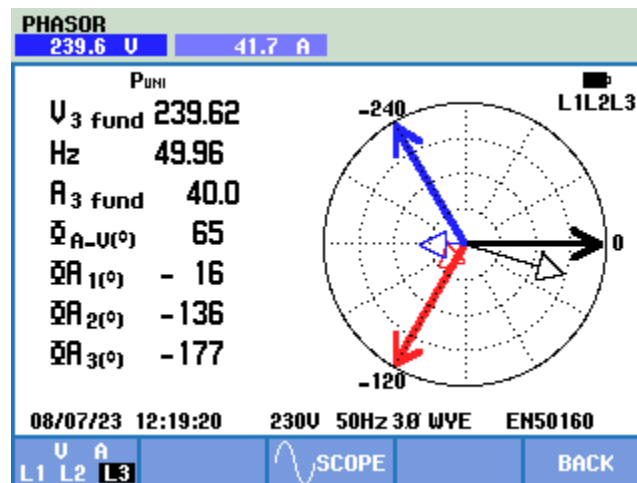 PHASOR
239.6 V 41.7 A
PUNI
L1L2L3
V3 fund 239.62
Hz 49.96
A3 fund 40.0
ΦA-V(°) 65
ΦA1(°) - 16
ΦA2(°) -136
ΦA3(°) -177
-240
0
-120
08/07/23 12:19:20 230V 50Hz 3Ø WYE EN50160
V A
L1 L2 L3
SCOPE
BACK